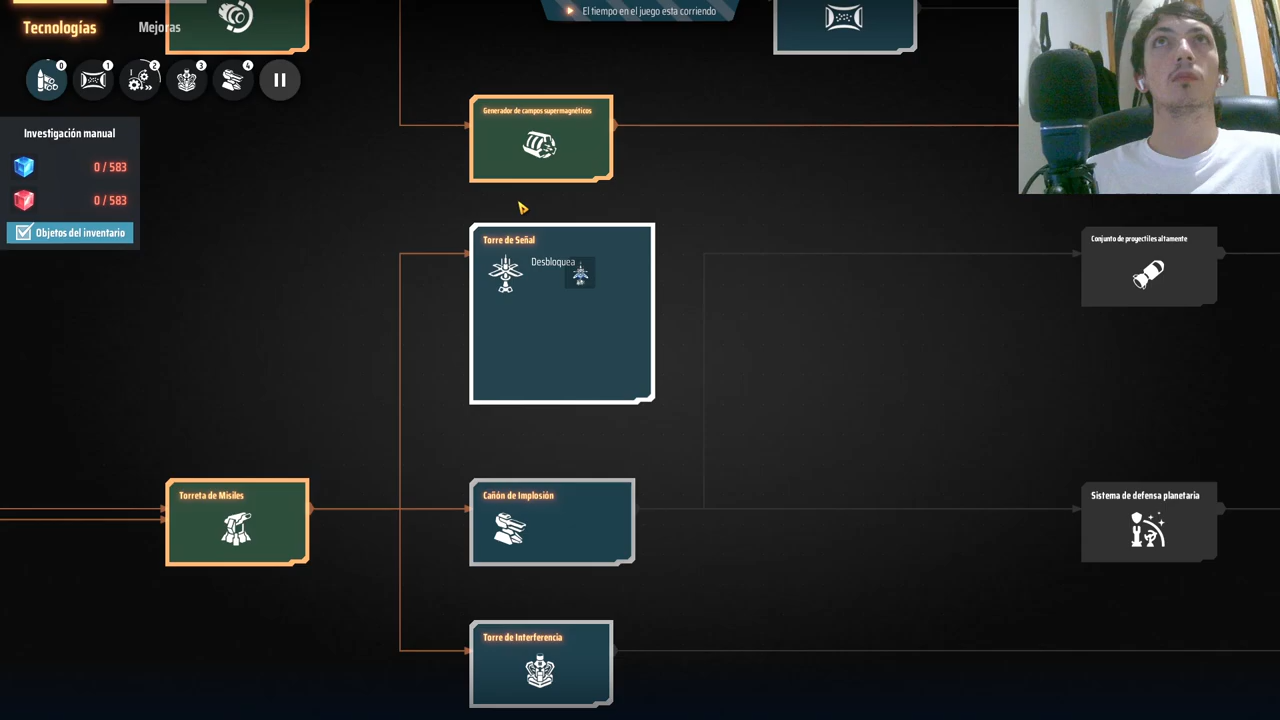 Tecnologías
Mejoras
El tiempo en el juego esta corriendo
0
1
2
3
4
Investigación manual
0 / 583
0 / 583
Objetos del inventario
Generador de campos supermagnéticos
Torre de Señal
Desbloquea
Conjunto de proyectiles altamente
Torreta de Misiles
Cañón de Implosión
Sistema de defensa planetaria
Torre de Interferencia